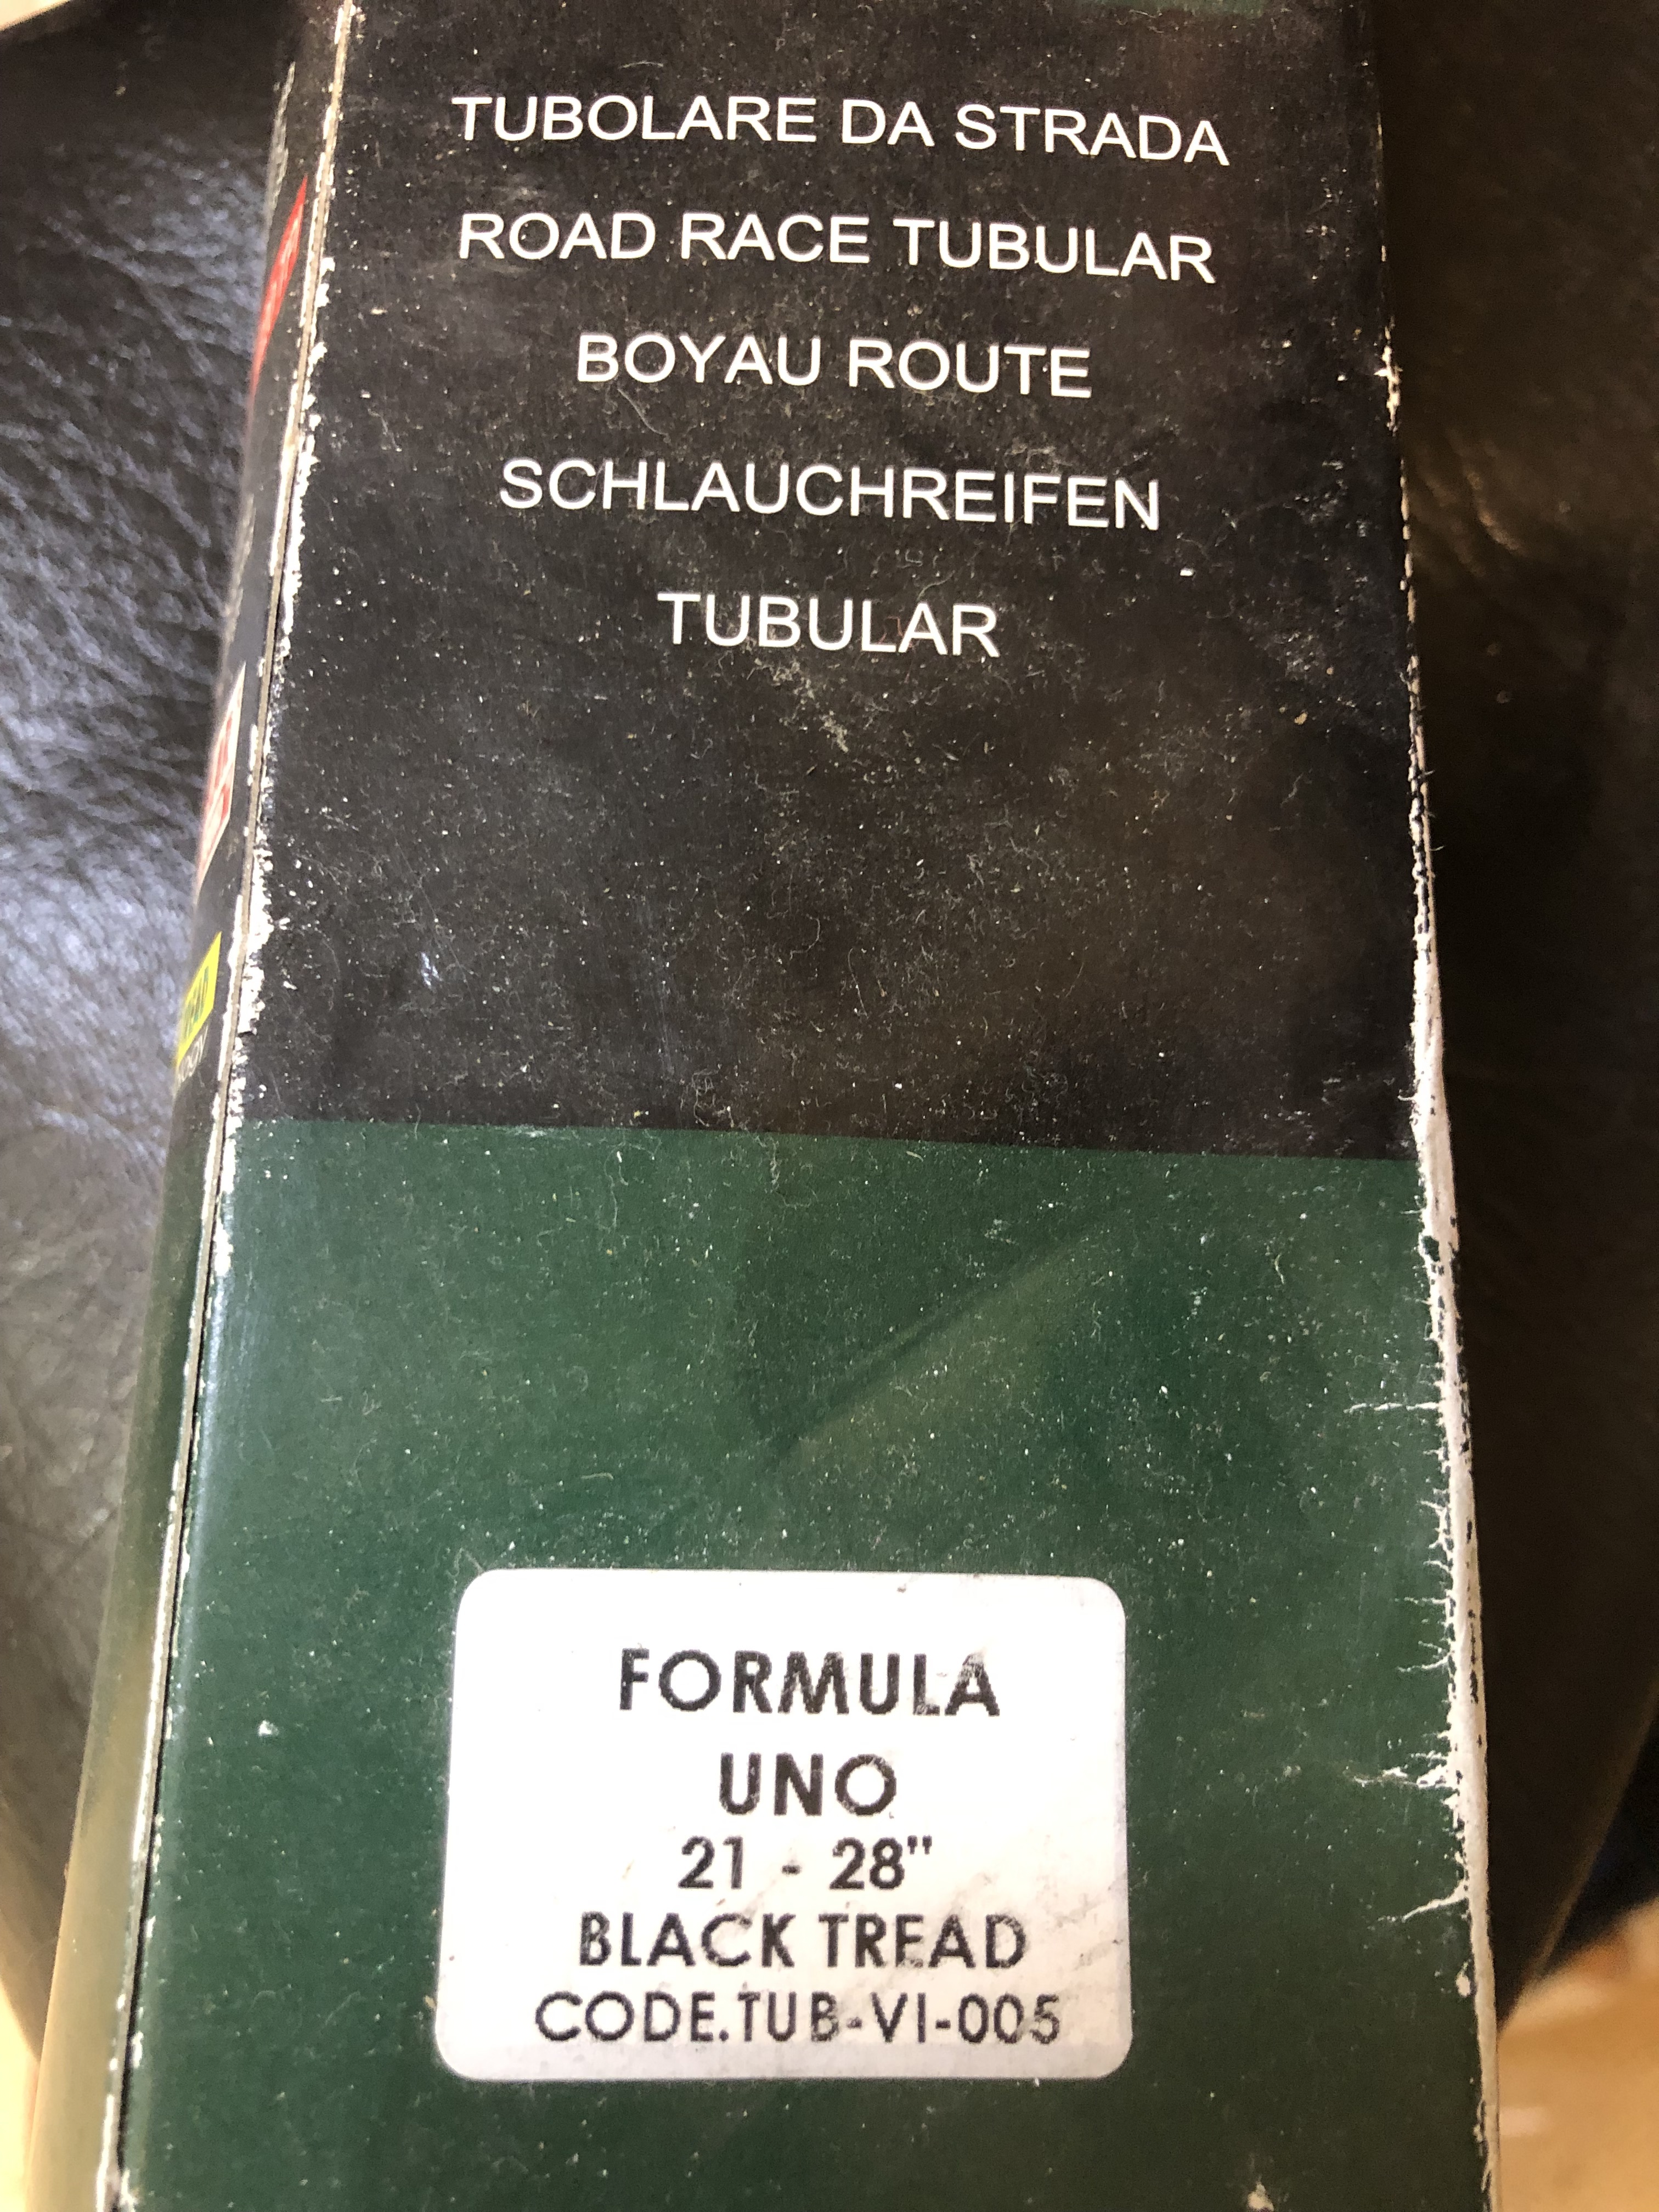 TUBOLARE DA STRADA
ROAD RACE TUBULAR
BOYAU ROUTE
SCHLAUCHREIFEN
TUBULAR
FORMULA
UNO
21 - 28"
BLACK TREAD
CODE.TUB-VI-005